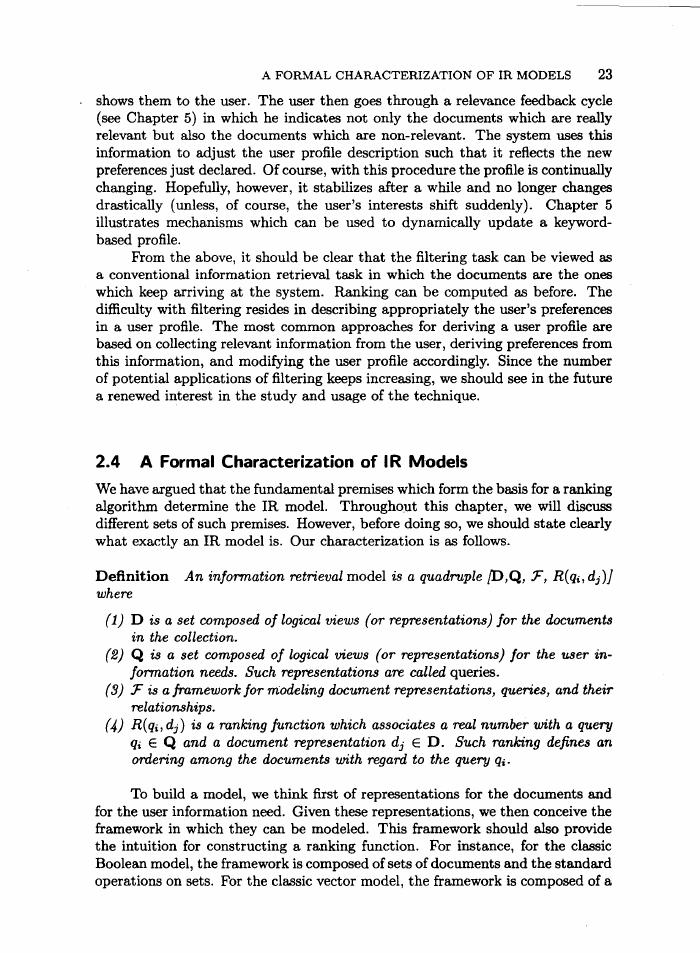 A FORMAL CHARACTERIZATION OF IR MODELS 23
shows them to the user. The user then goes through a relevance feedback cycle
(see Chapter 5) in which he indicates not only the documents which are really
relevant but also the documents which are non-relevant. The system uses this
information to adjust the user profile description such that it reflects the new
preferences just declared. Of course, with this procedure the profile is continually
changing. Hopefully, however, it stabilizes after a while and no longer changes
drastically (unless, of course, the user's interests shift suddenly). Chapter 5
illustrates mechanisms which can be used to dynamically update a keyword-
based profile.
From the above, it should be clear that the filtering task can be viewed as
a conventional information retrieval task in which the documents are the ones
which keep arriving at the system. Ranking can be computed as before. The
difficulty with filtering resides in describing appropriately the user's preferences
in a user profile. The most common approaches for deriving a user profile are
based on collecting relevant information from the user, deriving preferences from
this information, and modifying the user profile accordingly. Since the number
of potential applications of filtering keeps increasing, we should see in the future
a renewed interest in the study and usage of the technique.
2.4 A Formal Characterization of IR Models
We have argued that the fundamental premises which form the basis for a ranking
algorithm determine the IR model. Throughout this chapter, we will discuss
different sets of such premises. However, before doing so, we should state clearly
what exactly an IR model is. Our characterization is as follows.
Definition An information retrieval model is a quadruple [D,Q, ℱ, R(qᵢ, dⱼ)]
where
(1) D is a set composed of logical views (or representations) for the documents
in the collection.
(2) Q is a set composed of logical views (or representations) for the user in-
formation needs. Such representations are called queries.
(3) ℱ is a framework for modeling document representations, queries, and their
relationships.
(4) R(qᵢ, dⱼ) is a ranking function which associates a real number with a query
qᵢ ∈ Q and a document representation dⱼ ∈ D. Such ranking defines an
ordering among the documents with regard to the query qᵢ.
To build a model, we think first of representations for the documents and
for the user information need. Given these representations, we then conceive the
framework in which they can be modeled. This framework should also provide
the intuition for constructing a ranking function. For instance, for the classic
Boolean model, the framework is composed of sets of documents and the standard
operations on sets. For the classic vector model, the framework is composed of a